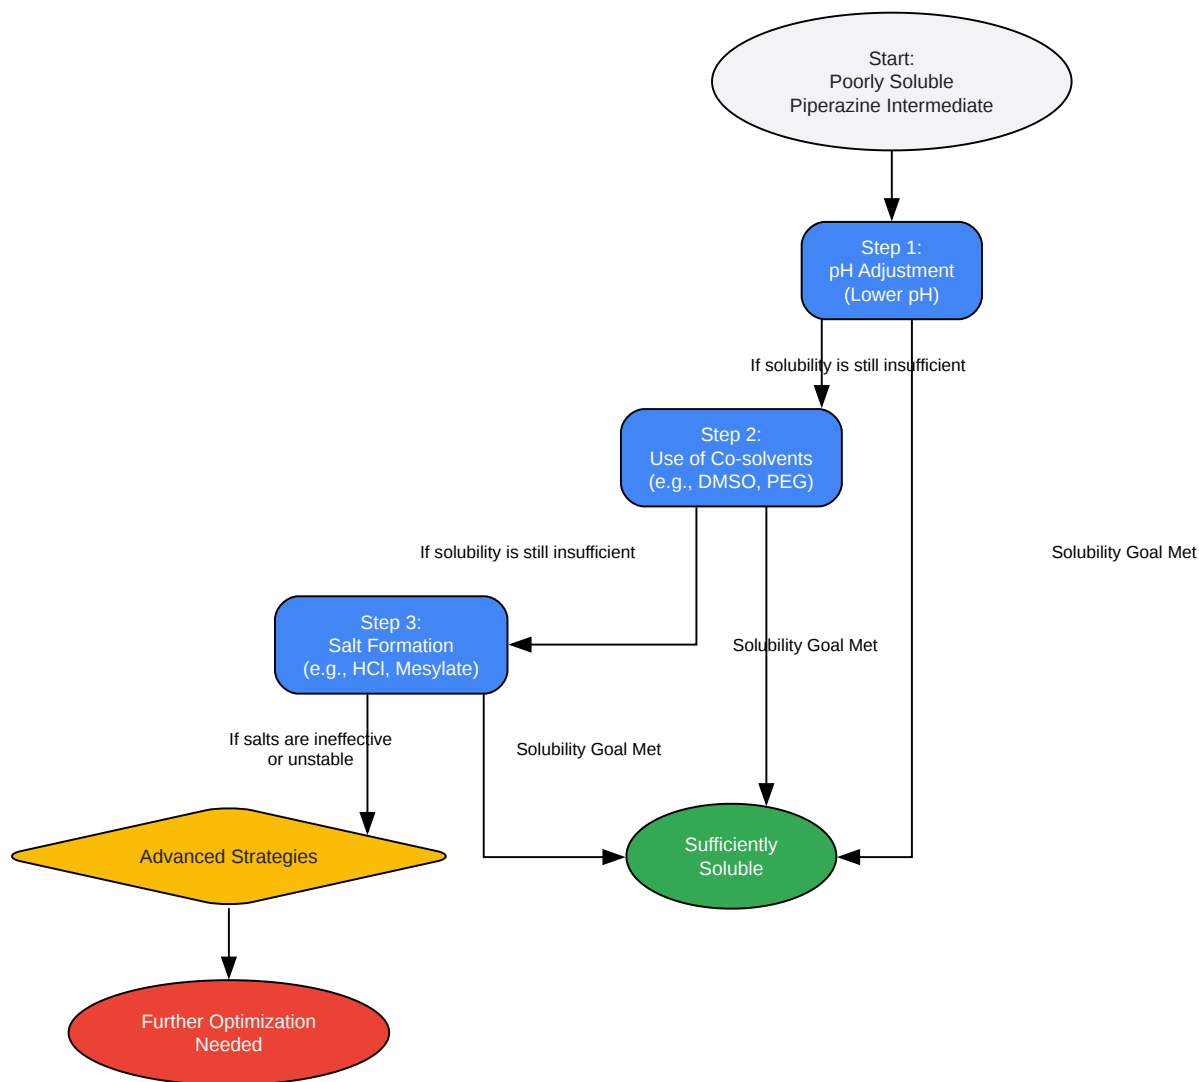 Start:
Poorly Soluble
Piperazine Intermediate
Step 1:
pH Adjustment
(Lower pH)
If solubility is still insufficient
Step 2:
Use of Co-solvents
(e.g., DMSO, PEG)
If solubility is still insufficient
Solubility Goal Met
Step 3:
Salt Formation
(e.g., HCl, Mesylate)
Solubility Goal Met
If salts are ineffective
or unstable
Solubility Goal Met
Advanced Strategies
Sufficiently
Soluble
Further Optimization
Needed